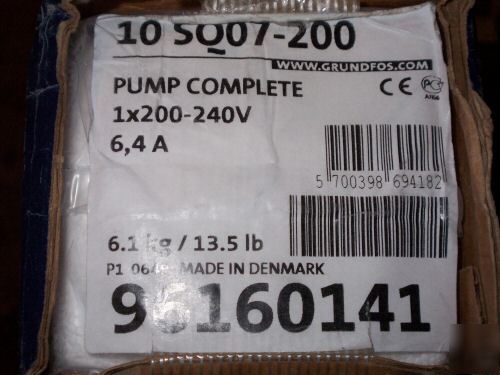 10 SQ07-200
WWW.GRUNDFOS.COM
PUMP COMPLETE
CE
1x200-240V
6,4 A
5 700398 694182
6.1 kg / 13.5 lb
P1 MADE IN DENMARK
96160141